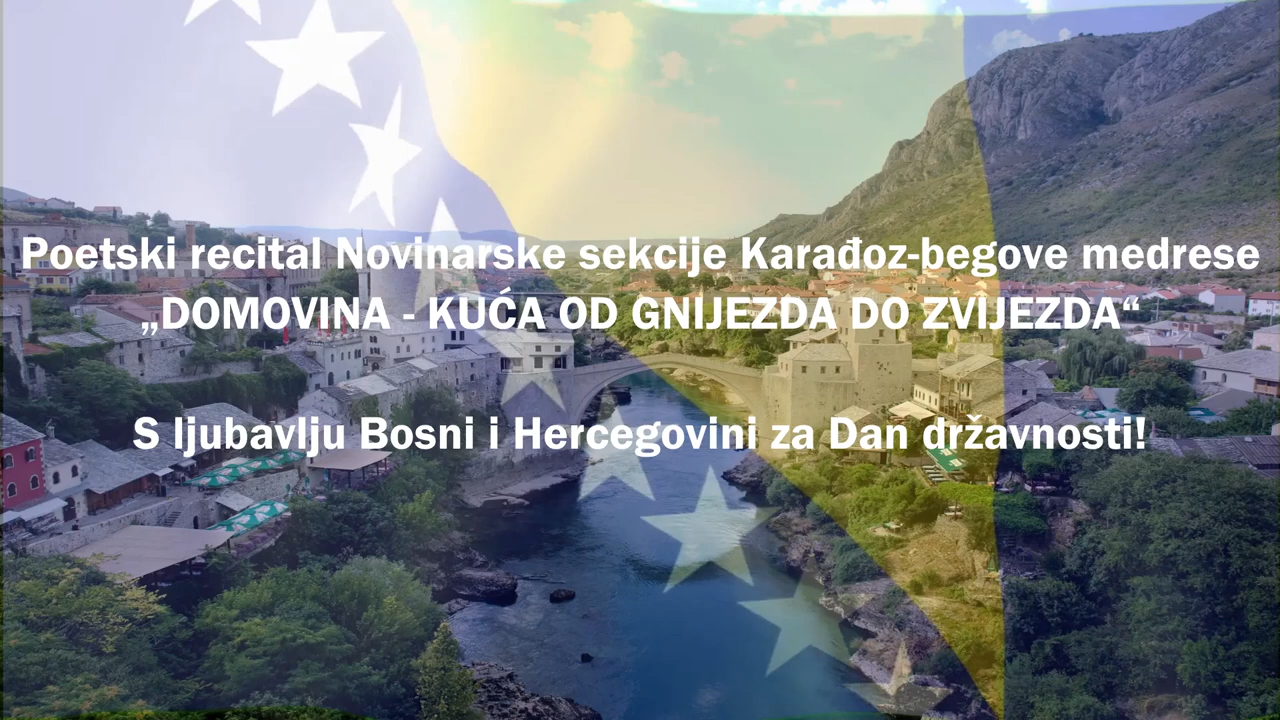 Poetski recital Novinarske sekcije Karađoz-begove medrese
„DOMOVINA - KUĆA OD GNIJEZDA DO ZVIJEZDA“
S ljubavlju Bosni i Hercegovini za Dan državnosti!